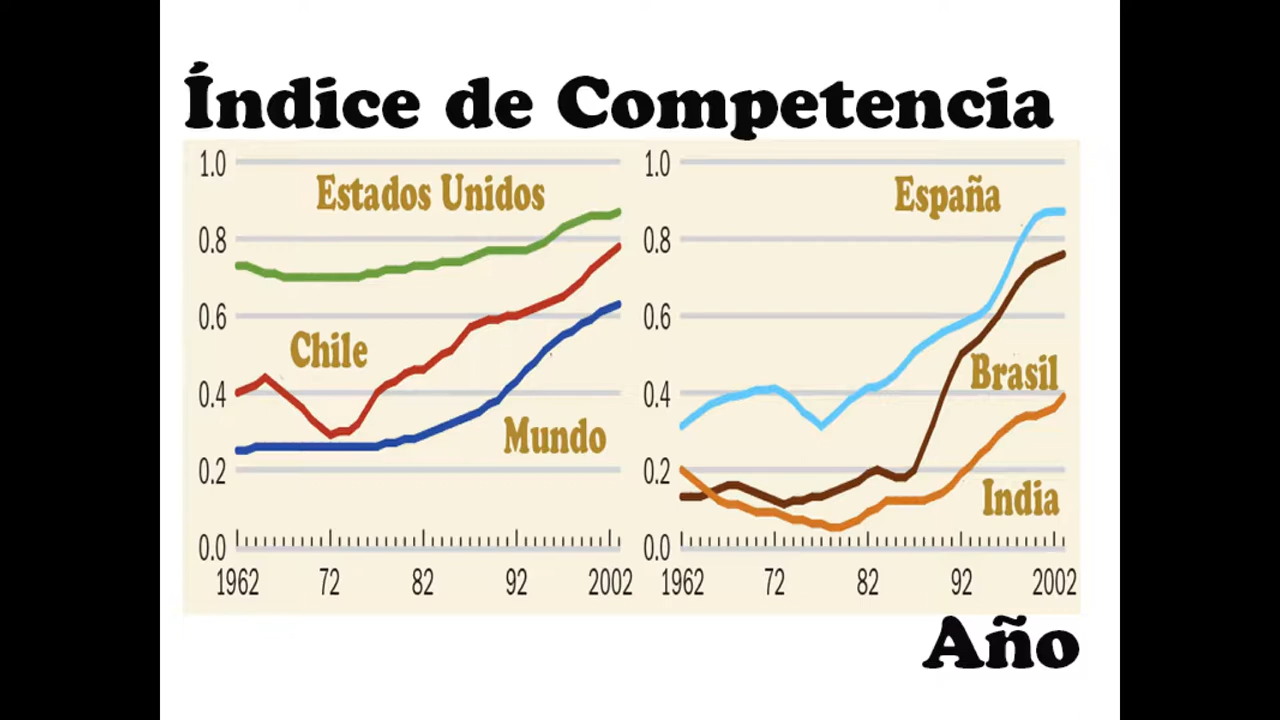 Índice de Competencia
1.0
Estados Unidos
0.8
0.6
Chile
0.4
Mundo
0.2
0.0
1962 72 82 92 2002
1.0
España
0.8
0.6
Brasil
0.4
0.2
India
0.0
1962 72 82 92 2002
Año